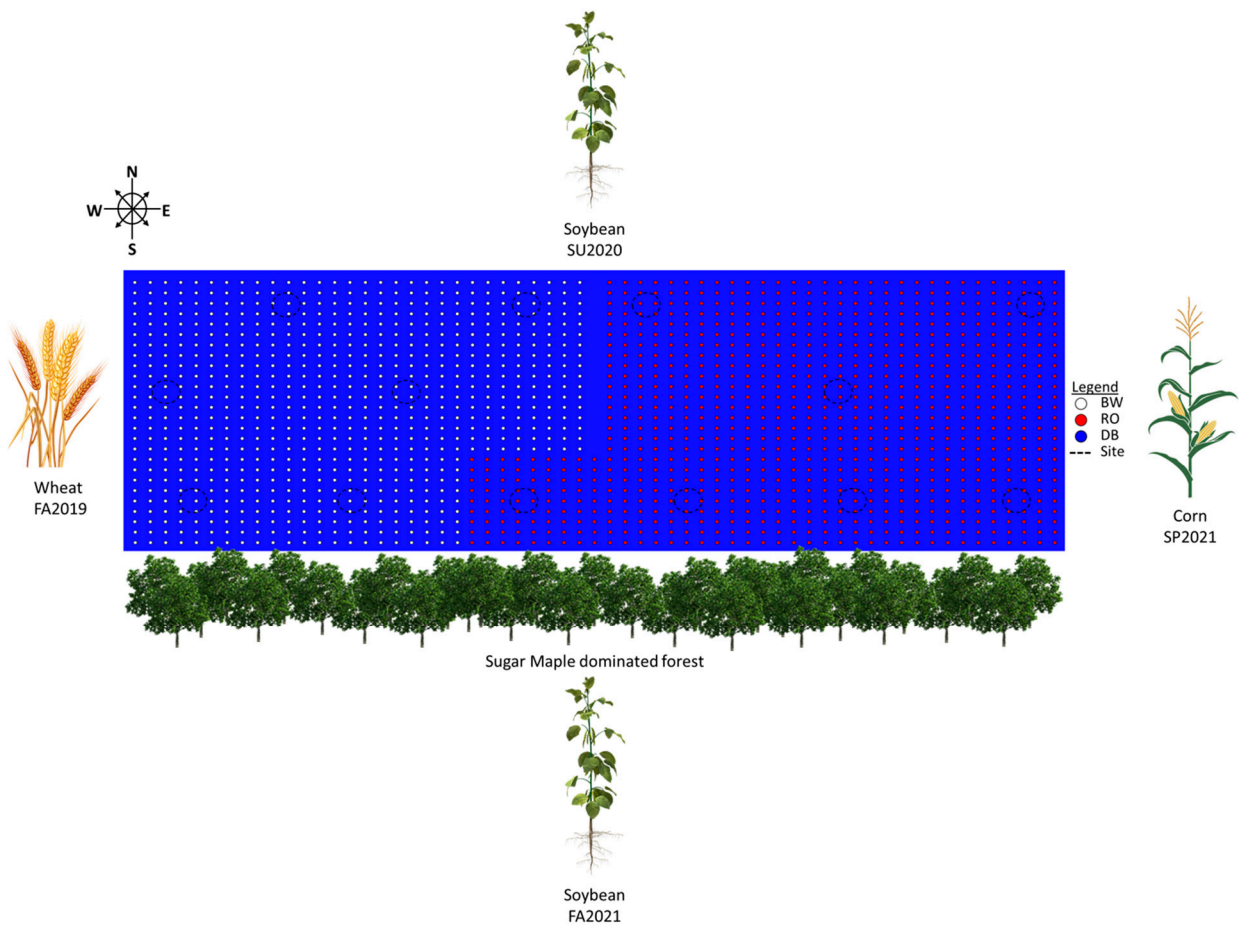 Soybean
SU2020
N
W
E
S
Wheat
FA2019
Legend
BW
RO
DB
Site
Corn
SP2021
Sugar Maple dominated forest
Soybean
FA2021